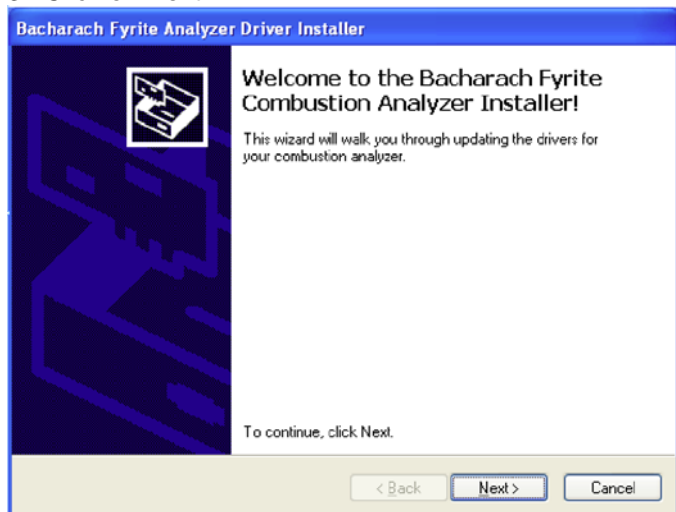 Bacharach Fyrite Analyzer Driver Installer
Welcome to the Bacharach Fyrite
Combustion Analyzer Installer!
This wizard will walk you through updating the drivers for
your combustion analyzer.
To continue, click Next.
< Back Next > Cancel